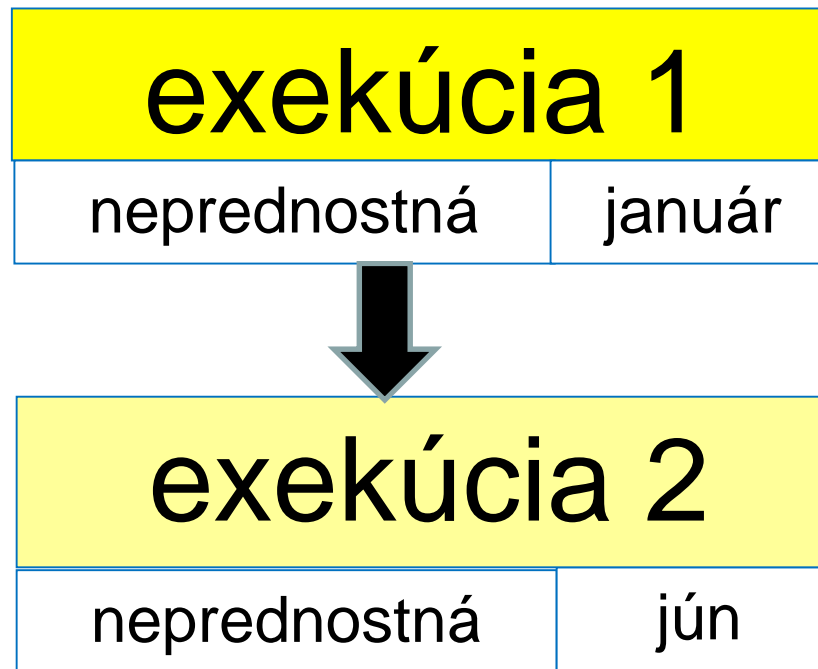 exekúcia 1
neprednostná január
exekúcia 2
neprednostná jún